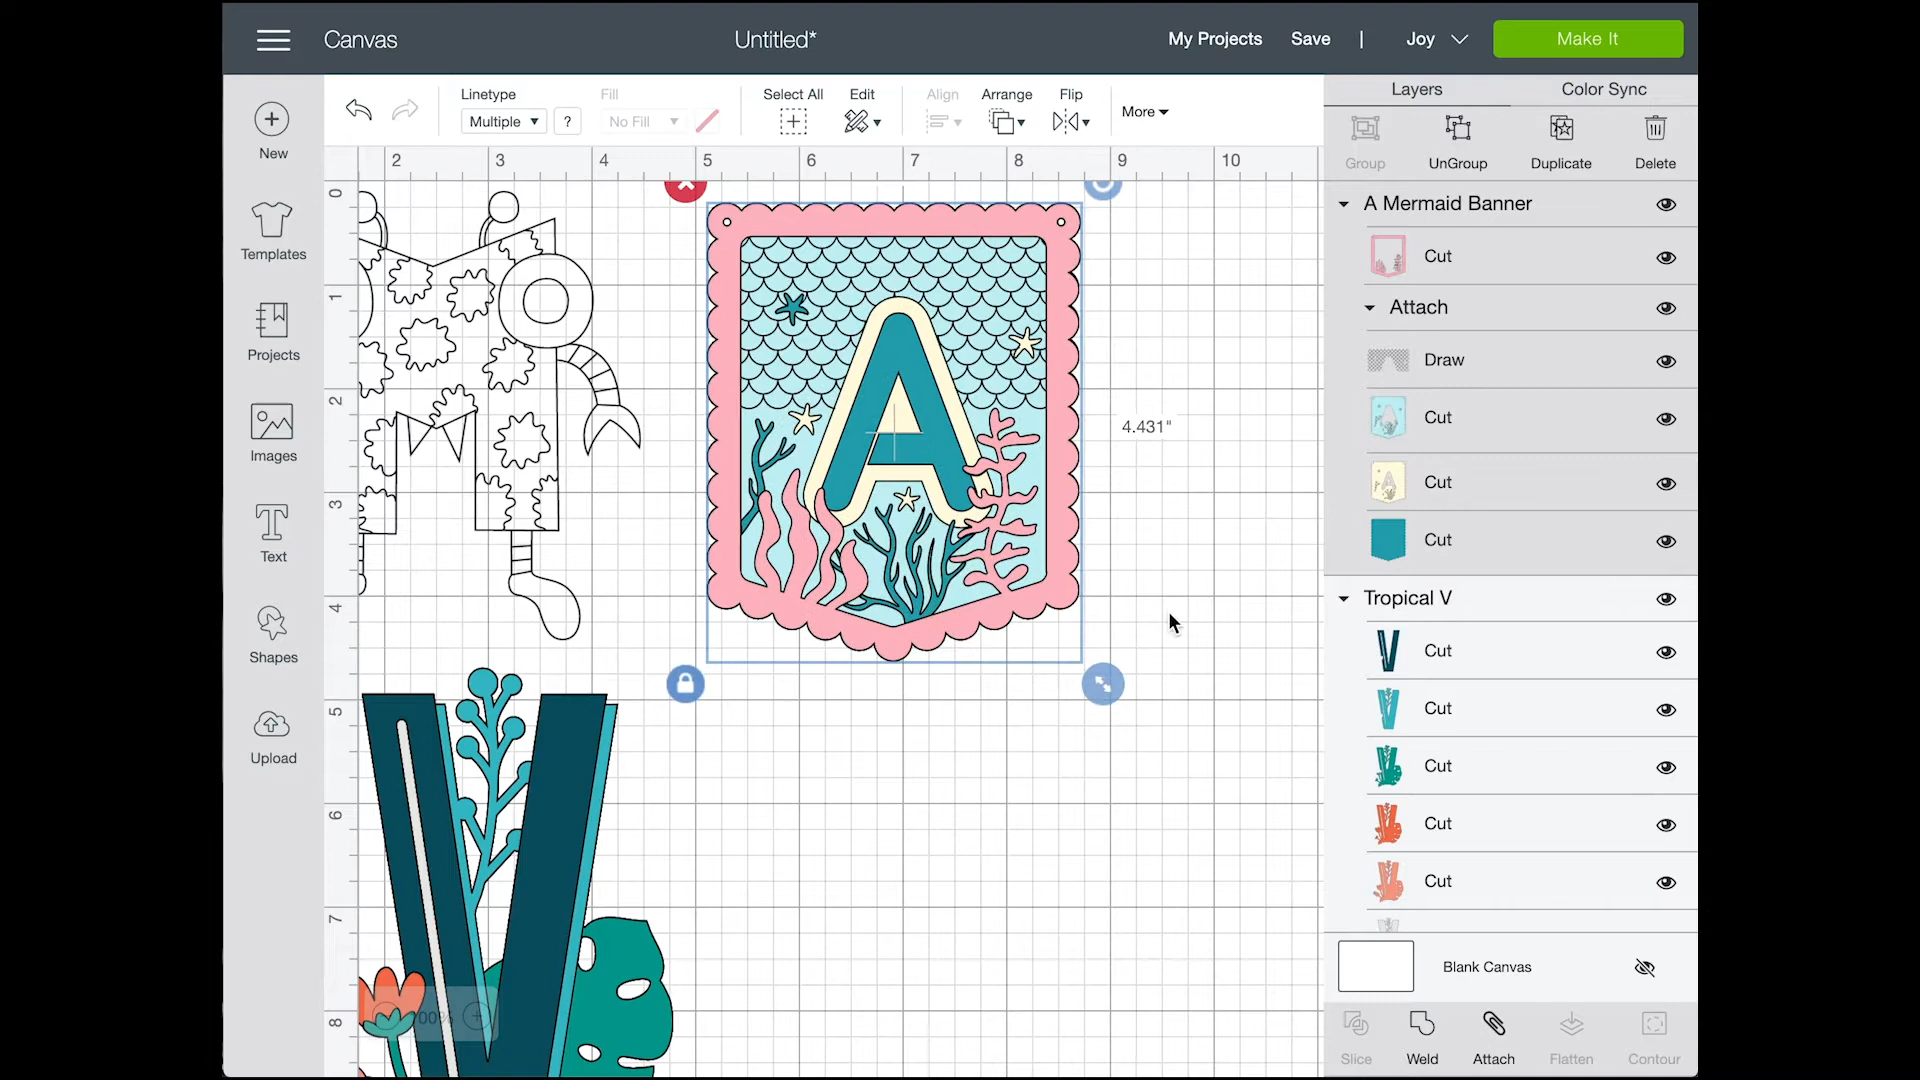 Canvas
Untitled*
My Projects
Save
|
Joy
Make It
New
Templates
Projects
Images
Text
Shapes
Upload
Linetype
Multiple
?
Fill
No Fill
Select All
Edit
Align
Arrange
Flip
More
2 3 4 5 6 7 8 9 10
0
1
2
3
4
5
6
7
8
A
4.431"
V
Layers
Color Sync
Group
UnGroup
Duplicate
Delete
A Mermaid Banner
Cut
Attach
Draw
Cut
Cut
Cut
Tropical V
Cut
Cut
Cut
Cut
Cut
Blank Canvas
Slice
Weld
Attach
Flatten
Contour